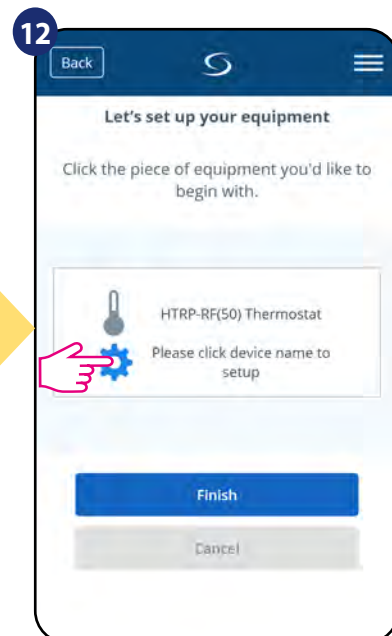 12
Back
Let's set up your equipment
Click the piece of equipment you'd like to
begin with.
HTRP-RF(50) Thermostat
Please click device name to
setup
Finish
Cancel